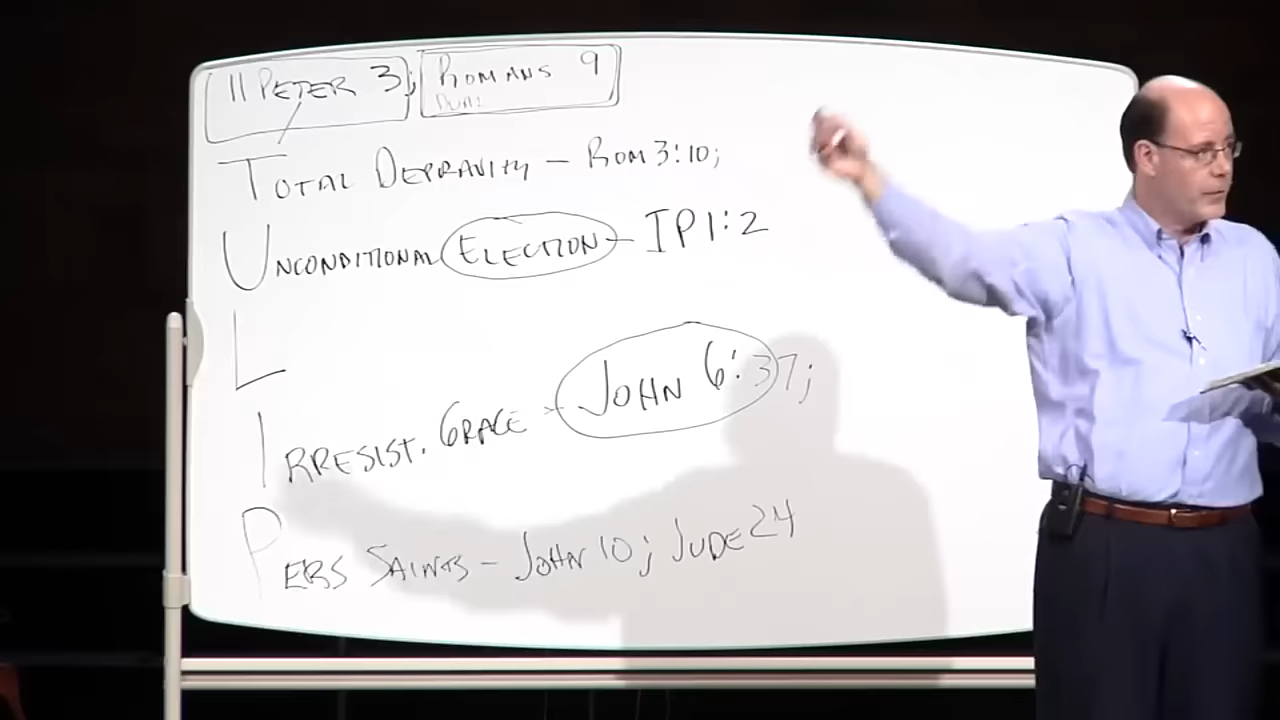 II PETER 3; ROMANS 9
DUAL
TOTAL DEPRAVITY – ROM 3:10;
UNCONDITIONAL ELECTION – I P 1:2
L
IRRESIST. GRACE – JOHN 6:37;
PERS SAINTS – JOHN 10; JUDE 24